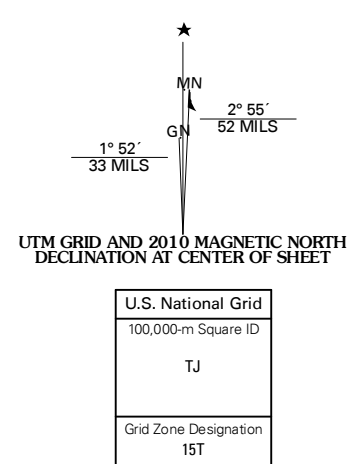 MN
2° 55´
52 MILS
GN
1° 52´
33 MILS
UTM GRID AND 2010 MAGNETIC NORTH
DECLINATION AT CENTER OF SHEET
U.S. National Grid
100,000-m Square ID
TJ
Grid Zone Designation
15T